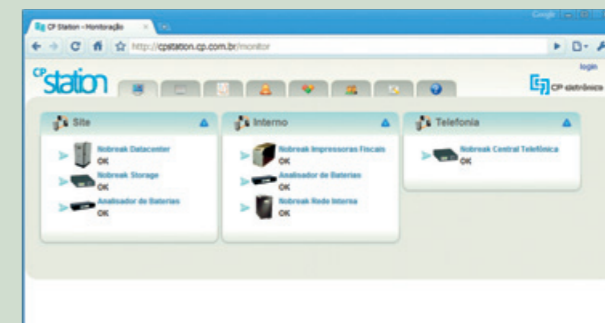 Google
CP Station - Monitoração
http://cpstation.cp.com.br/monitor
login
CP station
CP eletrônica
Site
Nobreak Datacenter
OK
Nobreak Storage
OK
Analisador de Baterias
OK
Interno
Nobreak Impressoras Fiscais
OK
Analisador de Baterias
OK
Nobreak Rede Interna
OK
Telefonia
Nobreak Central Telefônica
OK